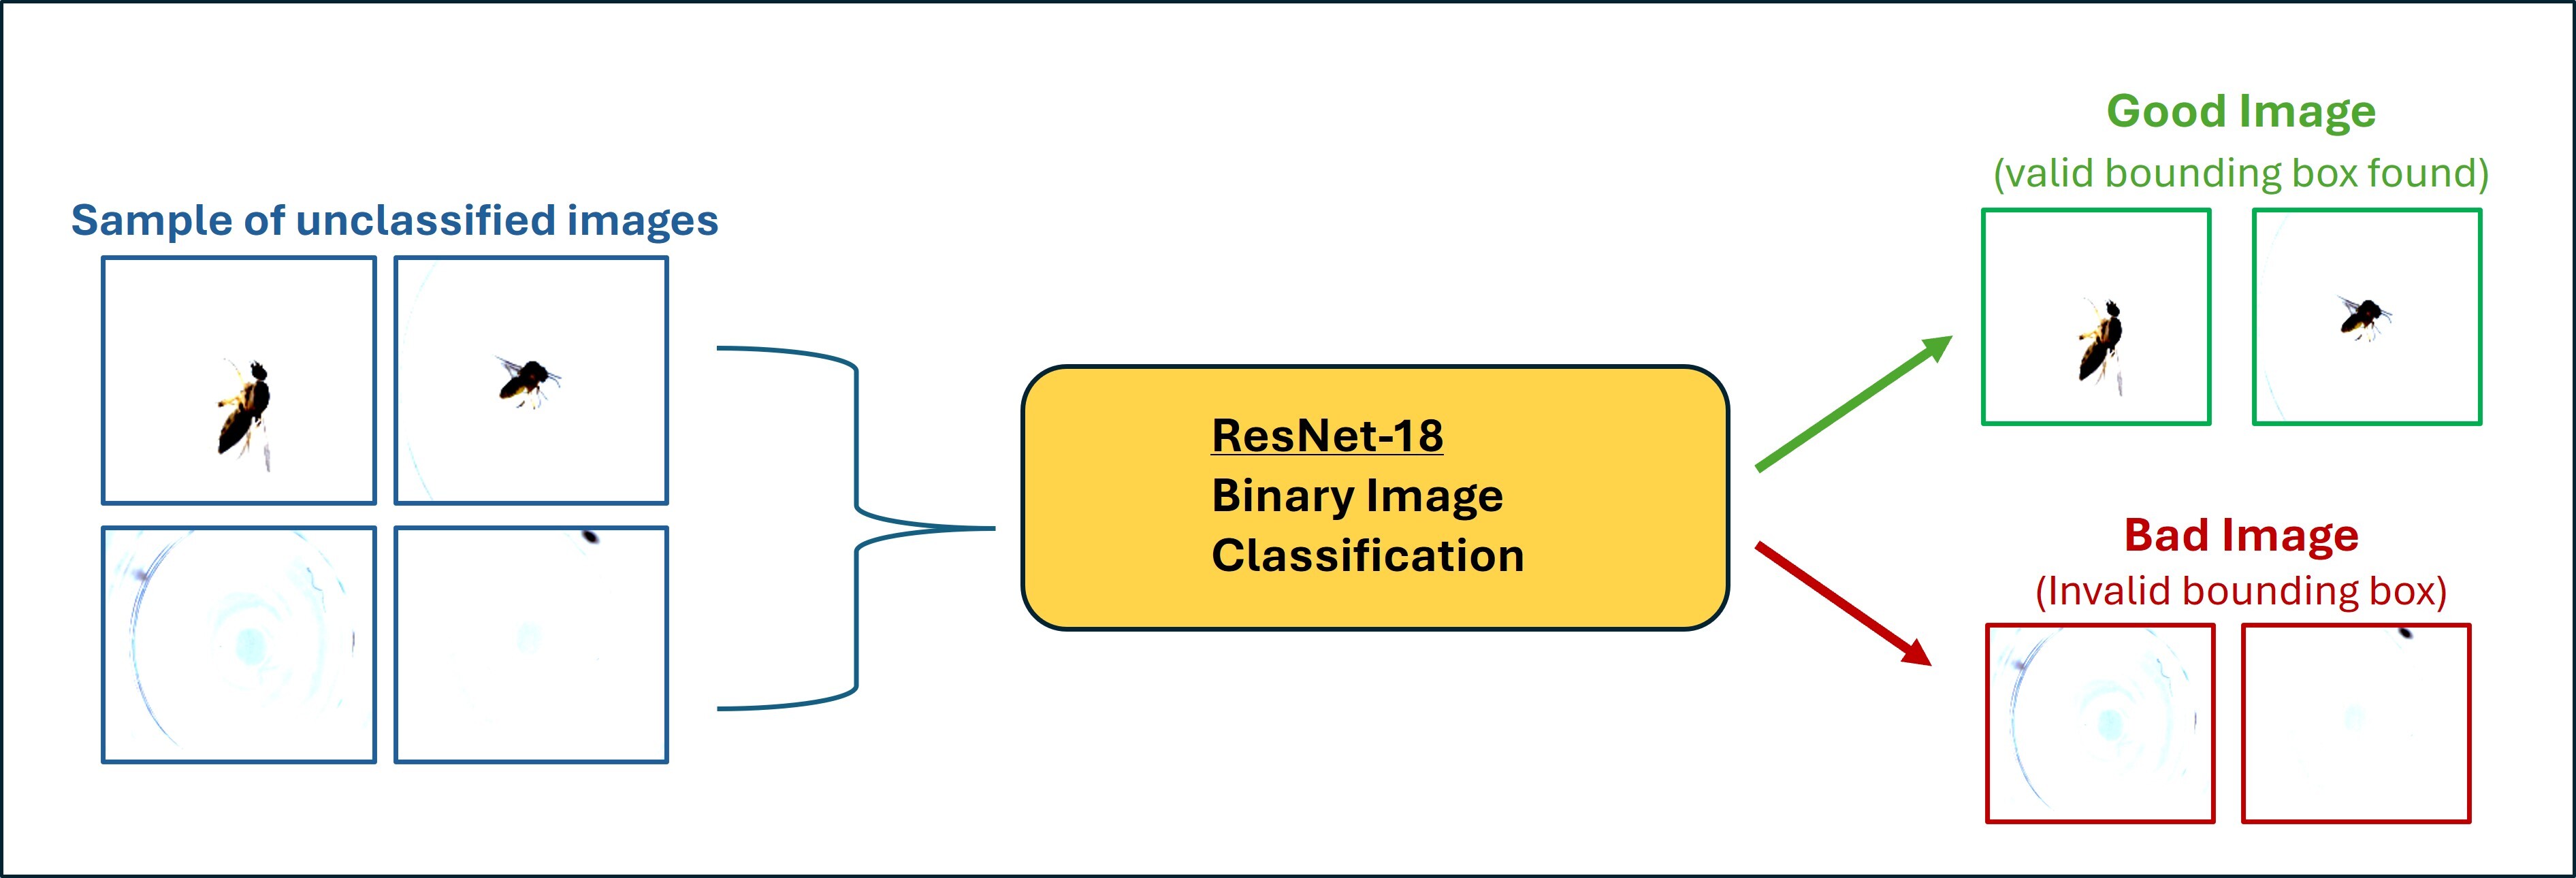 Sample of unclassified images
ResNet-18
Binary Image
Classification
Good Image
(valid bounding box found)
Bad Image
(Invalid bounding box)